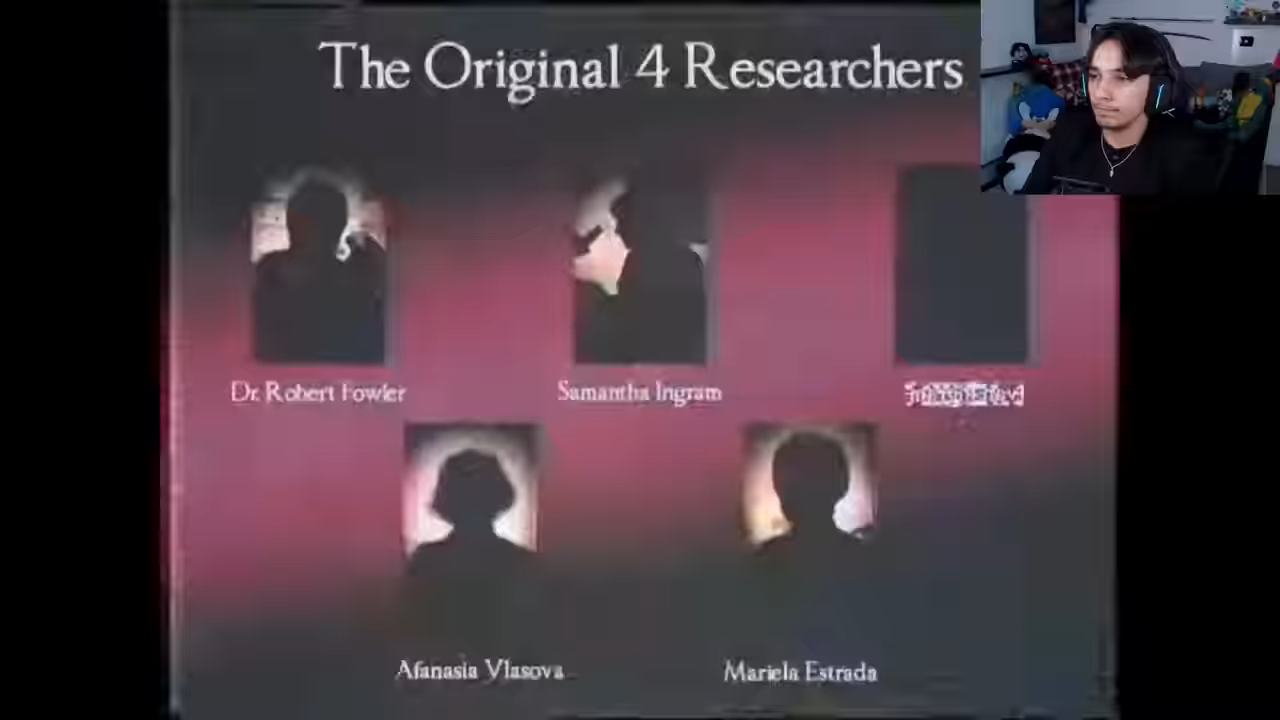 The Original 4 Researchers
Dr. Robert Fowler
Samantha Ingram
Afanasia Vlasova
Mariela Estrada